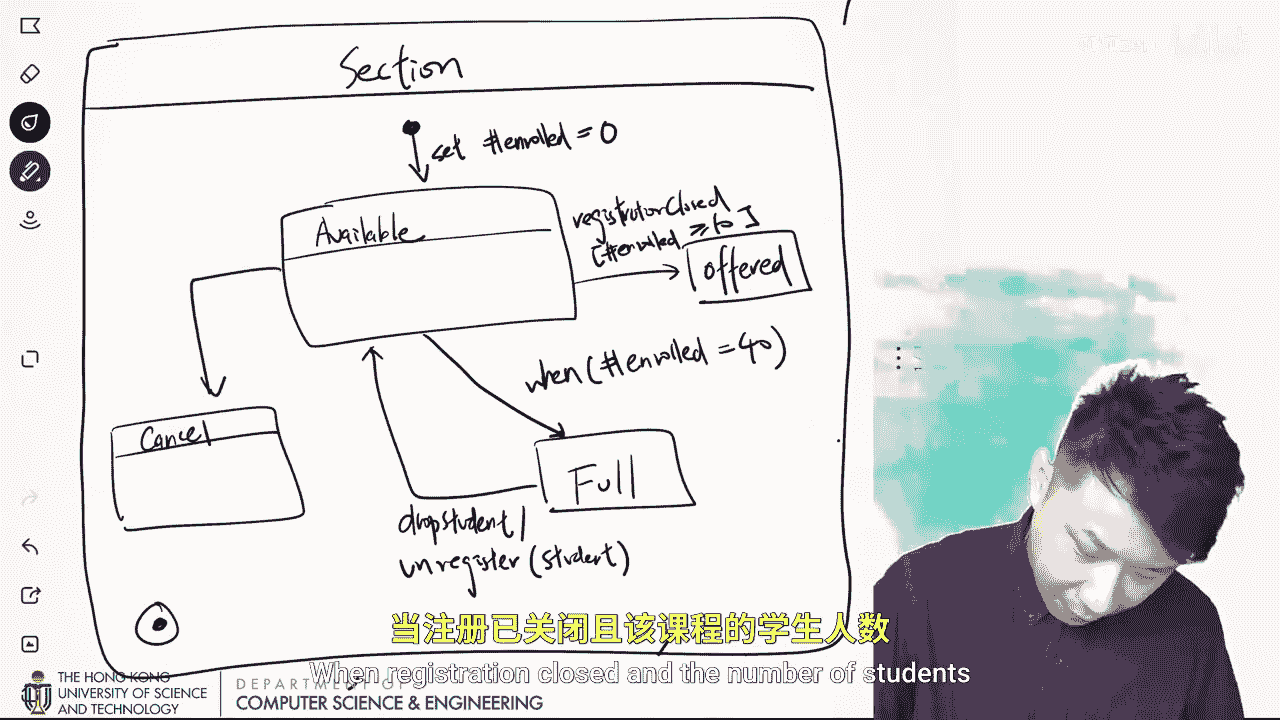 Section
set #enrolled = 0
Available
registratorClosed
[#enrolled ≥ 10]
offered
when (#enrolled = 40)
Cancel
Full
dropstudent /
unregister (student)
当注册已关闭且该课程的学生人数
When registration closed and the number of students
THE HONG KONG
UNIVERSITY OF SCIENCE
AND TECHNOLOGY
DEPARTMENT OF
COMPUTER SCIENCE & ENGINEERING